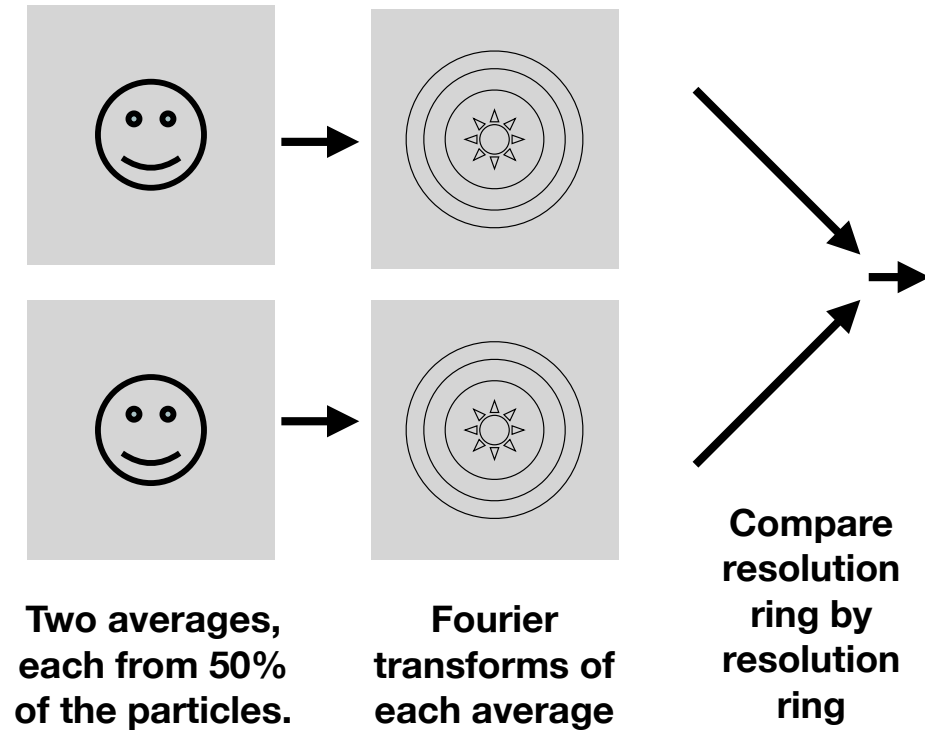 Two averages,
each from 50%
of the particles.
Fourier
transforms of
each average
Compare
resolution
ring by
resolution
ring